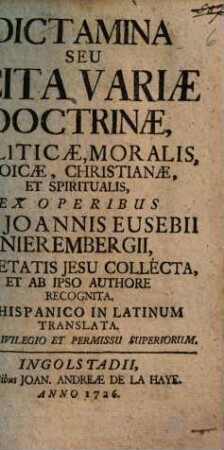 DICTAMINA
SEU
CITA VARIÆ
DOCTRINÆ,
LITICÆ, MORALIS,
OICÆ, CHRISTIANÆ,
ET SPIRITUALIS,
EX OPERIBUS
JOANNIS EUSEBII
NIEREMBERGII,
ETATIS JESU COLLECTA,
ET AB IPSO AUTHORE
RECOGNITA.
HISPANICO IN LATINUM
TRANSLATA.
IVILEGIO ET PERMISSU SUPERIORUM.
INGOLSTADII,
ibus JOAN. ANDREÆ DE LA HAYE.
ANNO 1726.